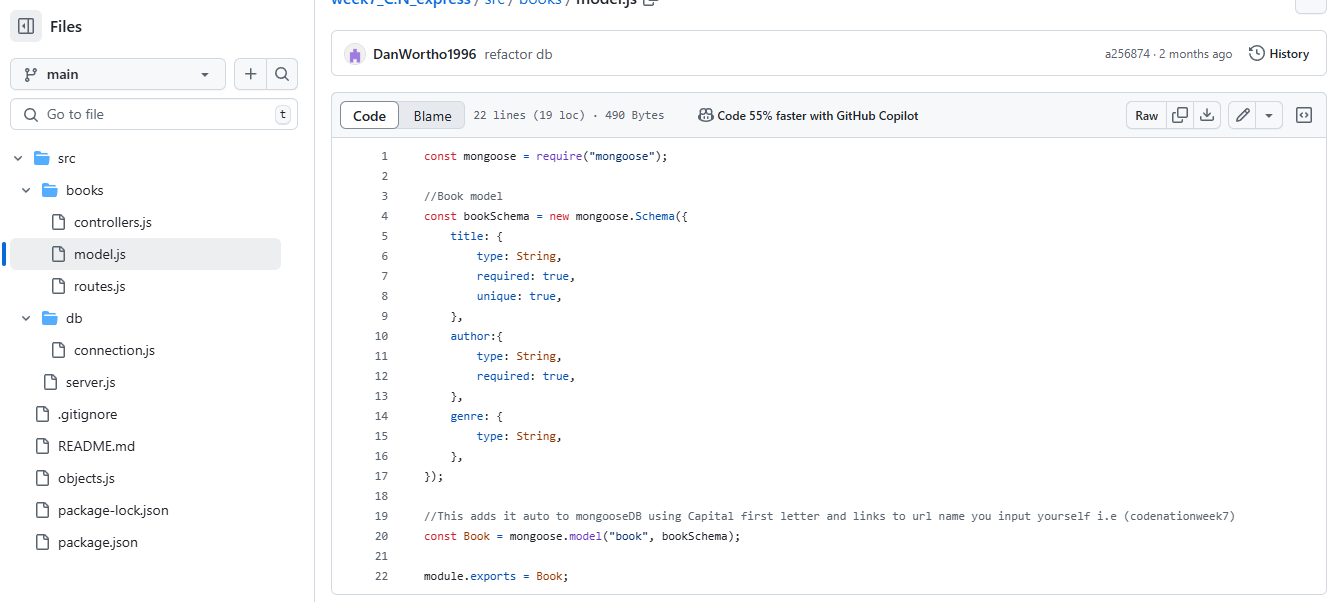 Files
main
Go to file
t
src
books
controllers.js
model.js
routes.js
db
connection.js
server.js
.gitignore
README.md
objects.js
package-lock.json
package.json
week7_C.N_express / src / books / model.js
DanWortho1996 refactor db
a256874 · 2 months ago
History
Code
Blame
22 lines (19 loc) · 490 Bytes
Code 55% faster with GitHub Copilot
Raw
1 const mongoose = require("mongoose");
2
3 //Book model
4 const bookSchema = new mongoose.Schema({
5     title: {
6         type: String,
7         required: true,
8         unique: true,
9     },
10     author:{
11         type: String,
12         required: true,
13     },
14     genre: {
15         type: String,
16     },
17 });
18
19 //This adds it auto to mongooseDB using Capital first letter and links to url name you input yourself i.e (codenationweek7)
20 const Book = mongoose.model("book", bookSchema);
21
22 module.exports = Book;